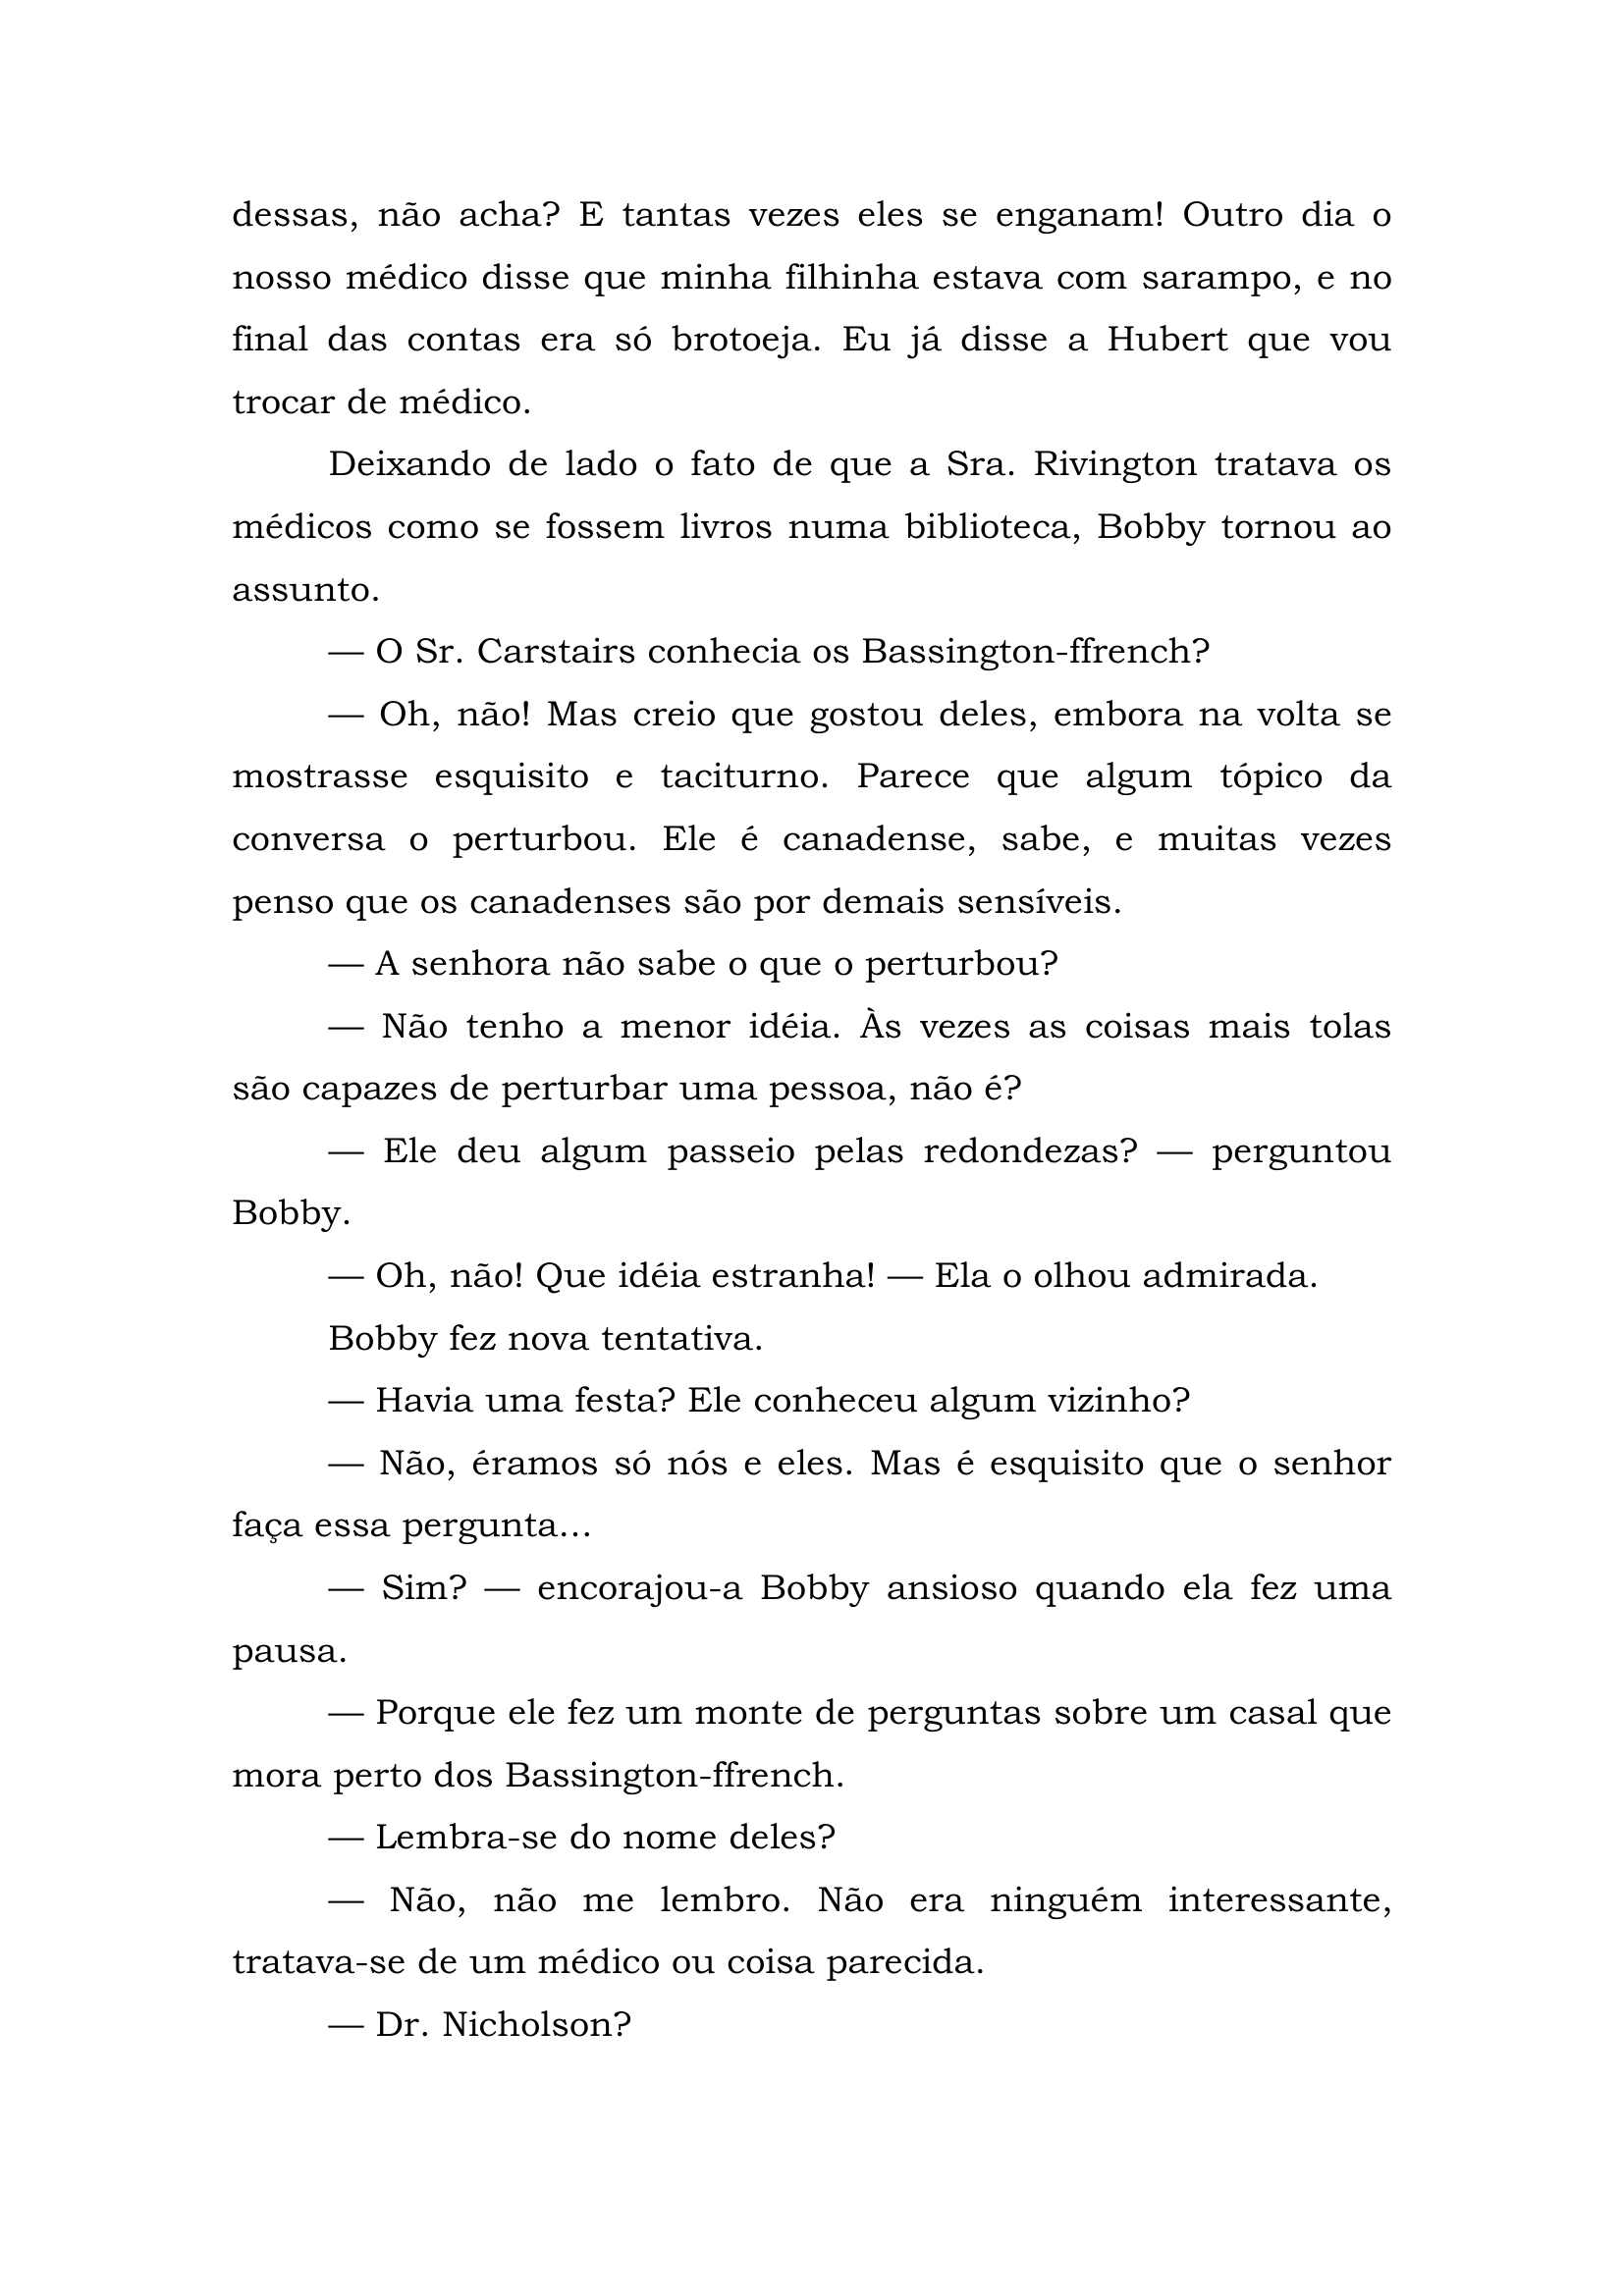 dessas, não acha? E tantas vezes eles se enganam! Outro dia o
nosso médico disse que minha filhinha estava com sarampo, e no
final das contas era só brotoeja. Eu já disse a Hubert que vou
trocar de médico.
Deixando de lado o fato de que a Sra. Rivington tratava os
médicos como se fossem livros numa biblioteca, Bobby tornou ao
assunto.
— O Sr. Carstairs conhecia os Bassington-ffrench?
— Oh, não! Mas creio que gostou deles, embora na volta se
mostrasse esquisito e taciturno. Parece que algum tópico da
conversa o perturbou. Ele é canadense, sabe, e muitas vezes
penso que os canadenses são por demais sensíveis.
— A senhora não sabe o que o perturbou?
— Não tenho a menor idéia. Às vezes as coisas mais tolas
são capazes de perturbar uma pessoa, não é?
— Ele deu algum passeio pelas redondezas? — perguntou
Bobby.
— Oh, não! Que idéia estranha! — Ela o olhou admirada.
Bobby fez nova tentativa.
— Havia uma festa? Ele conheceu algum vizinho?
— Não, éramos só nós e eles. Mas é esquisito que o senhor
faça essa pergunta...
— Sim? — encorajou-a Bobby ansioso quando ela fez uma
pausa.
— Porque ele fez um monte de perguntas sobre um casal que
mora perto dos Bassington-ffrench.
— Lembra-se do nome deles?
— Não, não me lembro. Não era ninguém interessante,
tratava-se de um médico ou coisa parecida.
— Dr. Nicholson?